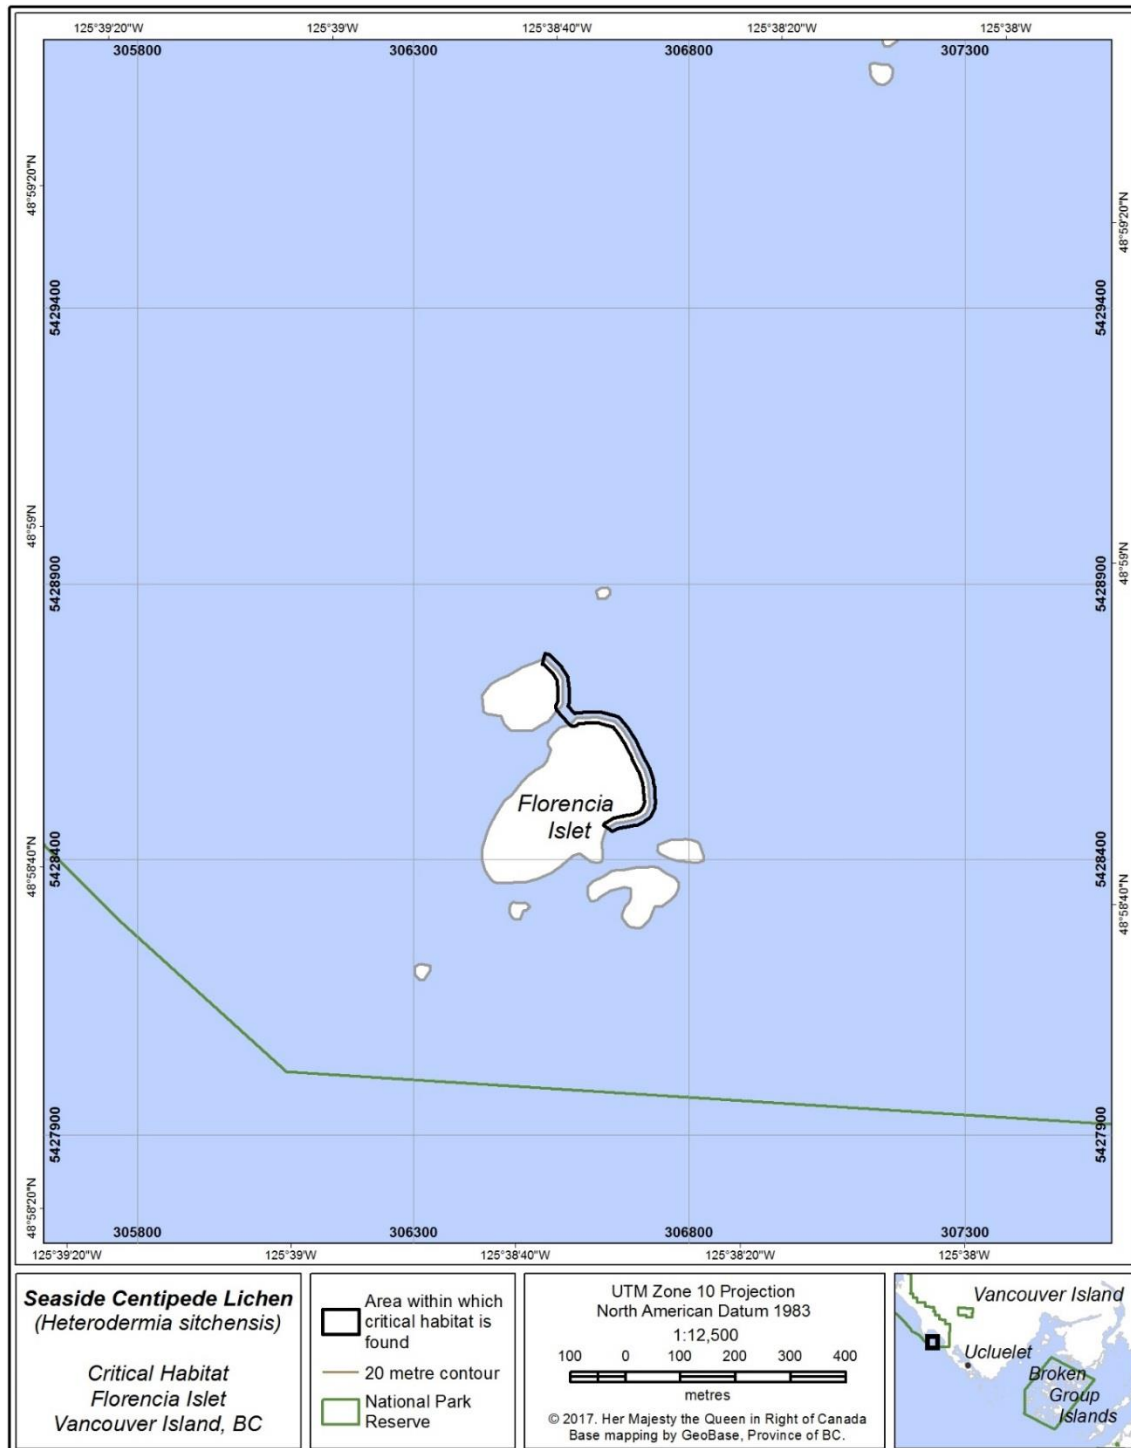 125°39'20"W 125°39'W 125°38'40"W 125°38'20"W 125°38'W
305800 306300 306800 307300
48°59'20"N
48°59'20"N
5429400 5429400
48°59'N
48°59'N
5428900 5428900
Florencia
Islet
48°58'40"N
5428400 5428400
48°58'40"N
5427900 5427900
48°58'20"N
305800 306300 306800 307300
125°39'20"W 125°39'W 125°38'40"W 125°38'20"W 125°38'W
Seaside Centipede Lichen
(Heterodermia sitchensis)
Critical Habitat
Florencia Islet
Vancouver Island, BC
Area within which
critical habitat is
found
20 metre contour
National Park
Reserve
UTM Zone 10 Projection
North American Datum 1983
1:12,500
100 0 100 200 300 400
metres
© 2017. Her Majesty the Queen in Right of Canada
Base mapping by GeoBase, Province of BC.
Vancouver Island
Ucluelet
Broken
Group
Islands